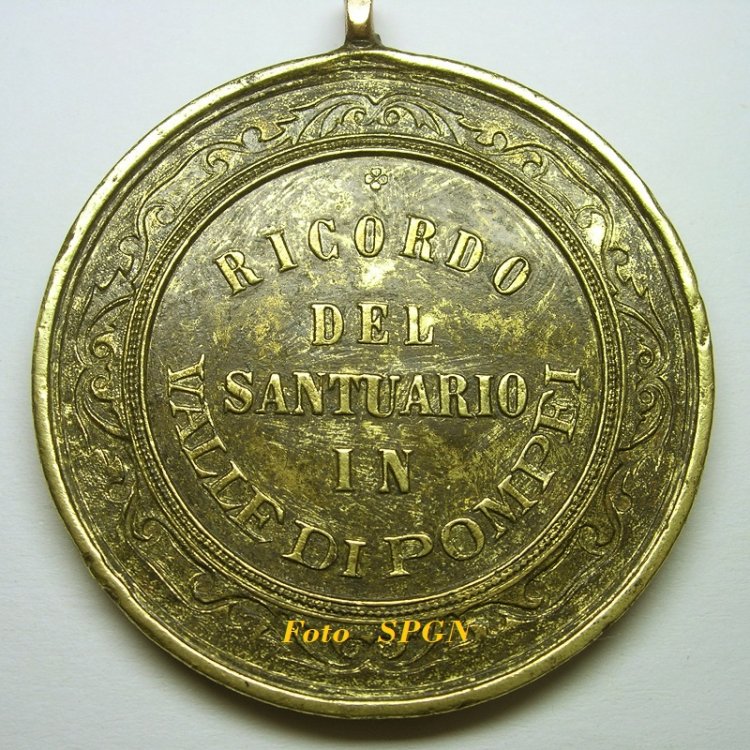 RICORDO
DEL
SANTUARIO
IN
VALLE DI POMPEI
Foto SPGN